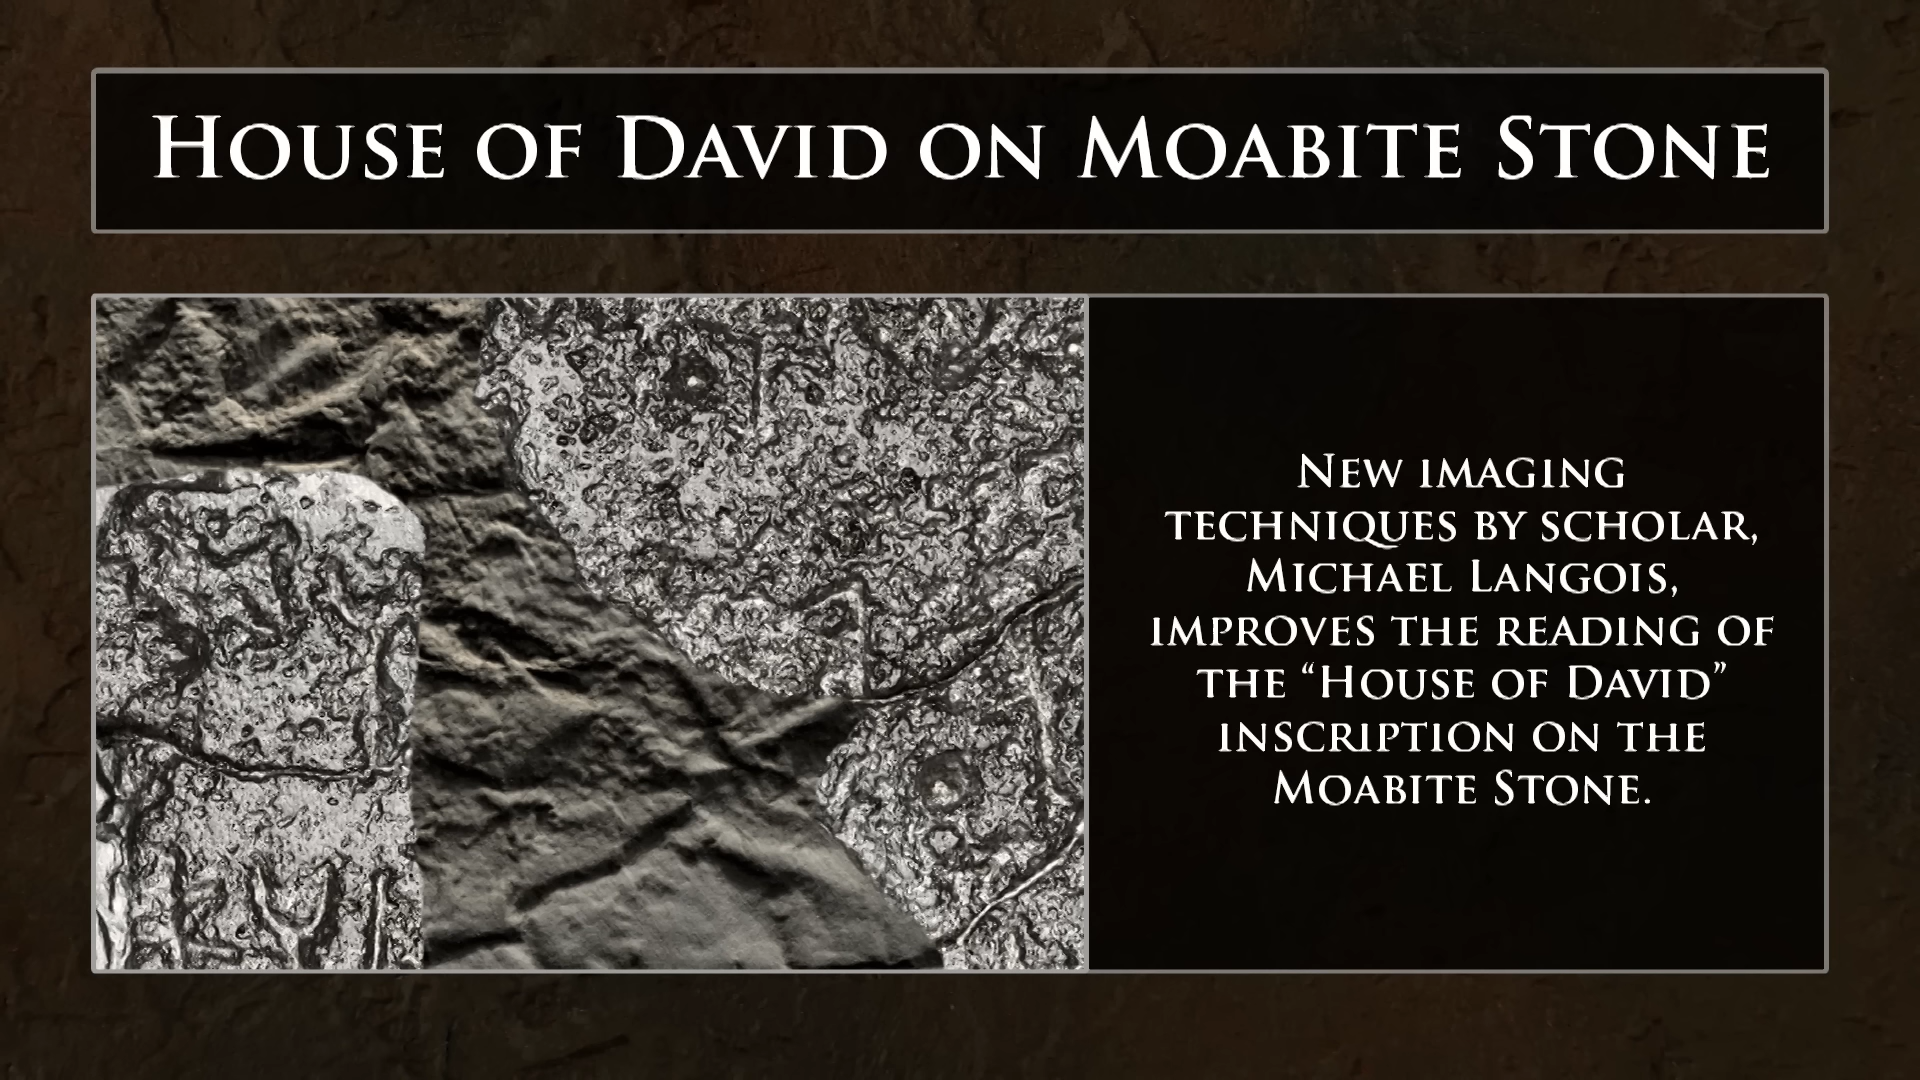 House of David on Moabite Stone
New imaging
techniques by scholar,
Michael Langois,
improves the reading of
the “House of David”
inscription on the
Moabite Stone.